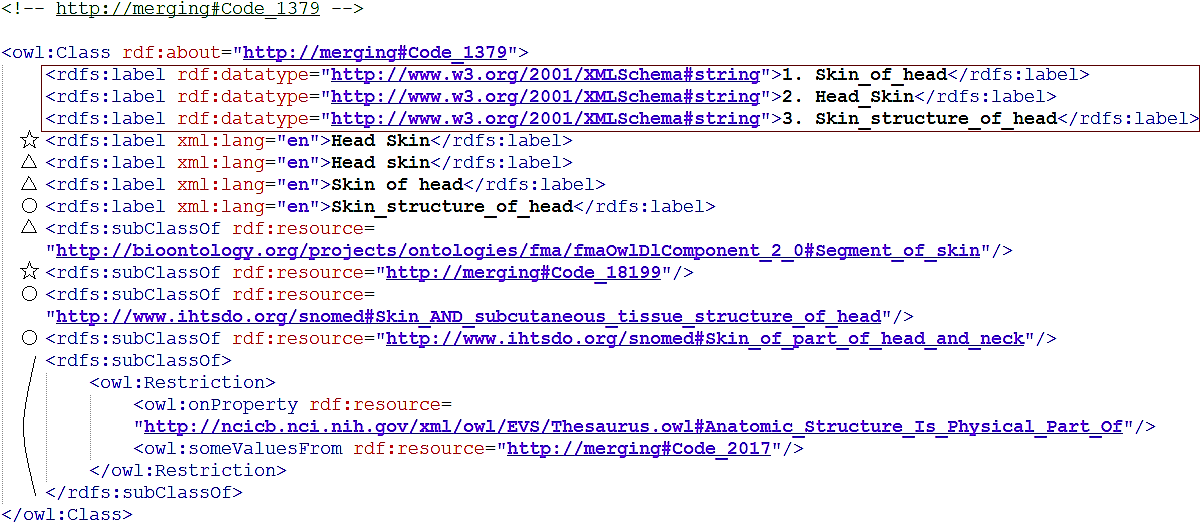 <!-- http://merging#Code_1379 -->
<owl:Class rdf:about="http://merging#Code_1379">
<rdfs:label rdf:datatype="http://www.w3.org/2001/XMLSchema#string">1. Skin_of_head</rdfs:label>
<rdfs:label rdf:datatype="http://www.w3.org/2001/XMLSchema#string">2. Head_Skin</rdfs:label>
<rdfs:label rdf:datatype="http://www.w3.org/2001/XMLSchema#string">3. Skin_structure_of_head</rdfs:label>
<rdfs:label xml:lang="en">Head Skin</rdfs:label>
<rdfs:label xml:lang="en">Head skin</rdfs:label>
<rdfs:label xml:lang="en">Skin of head</rdfs:label>
<rdfs:label xml:lang="en">Skin_structure_of_head</rdfs:label>
<rdfs:subClassOf rdf:resource=
"http://bioontology.org/projects/ontologies/fma/fmaOwlDlComponent_2_0#Segment_of_skin"/>
<rdfs:subClassOf rdf:resource="http://merging#Code_18199"/>
<rdfs:subClassOf rdf:resource=
"http://www.ihtsdo.org/snomed#Skin_AND_subcutaneous_tissue_structure_of_head"/>
<rdfs:subClassOf rdf:resource="http://www.ihtsdo.org/snomed#Skin_of_part_of_head_and_neck"/>
<rdfs:subClassOf>
<owl:Restriction>
<owl:onProperty rdf:resource=
"http://ncicb.nci.nih.gov/xml/owl/EVS/Thesaurus.owl#Anatomic_Structure_Is_Physical_Part_Of"/>
<owl:someValuesFrom rdf:resource="http://merging#Code_2017"/>
</owl:Restriction>
</rdfs:subClassOf>
</owl:Class>